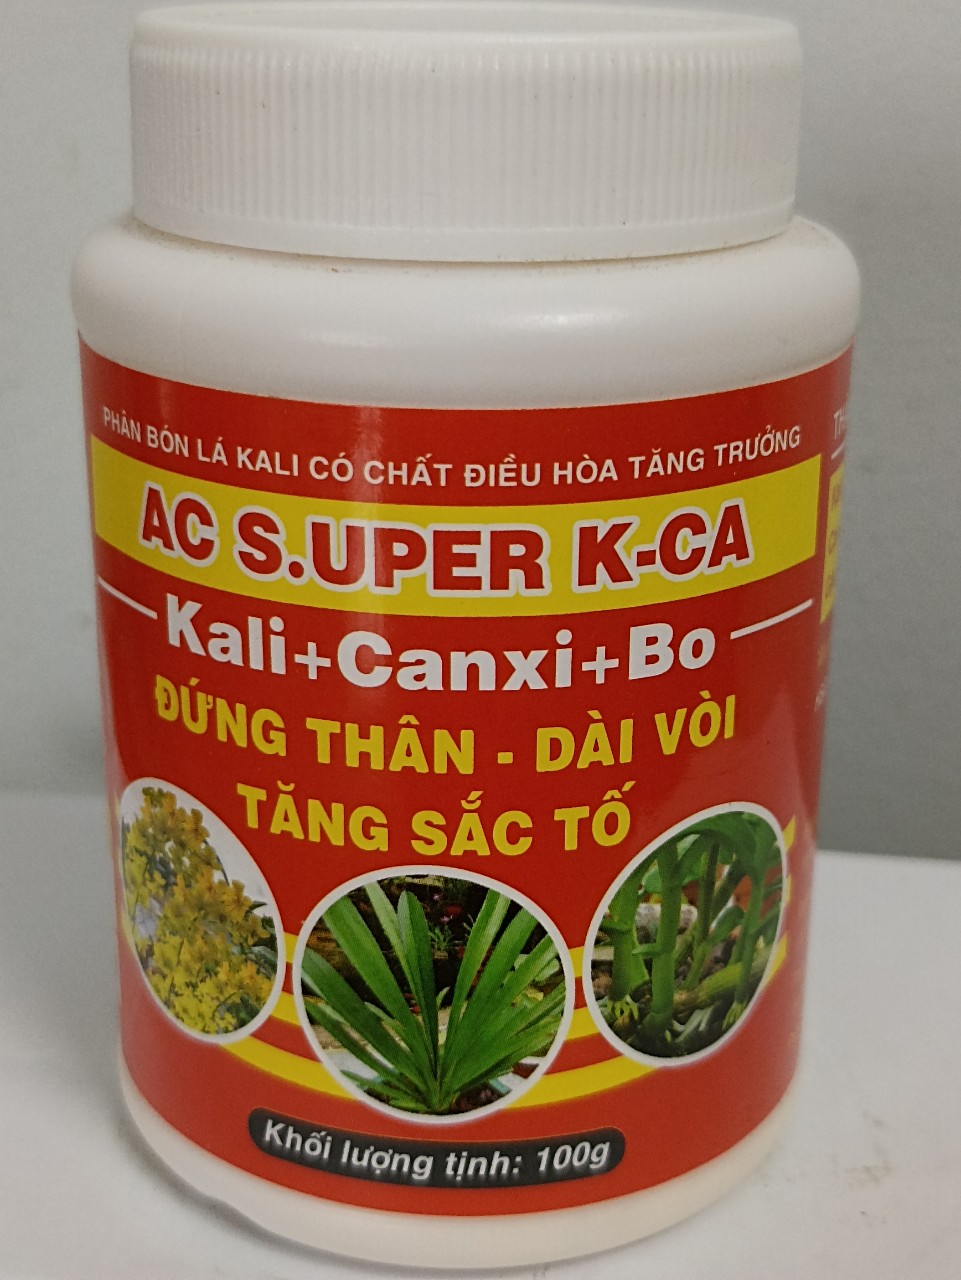 PHÂN BÓN LÁ KALI CÓ CHẤT ĐIỀU HÒA TĂNG TRƯỞNG
AC S.UPER K-CA
Kali+Canxi+Bo
ĐỨNG THÂN - DÀI VÒI
TĂNG SẮC TỐ
Khối lượng tịnh: 100g